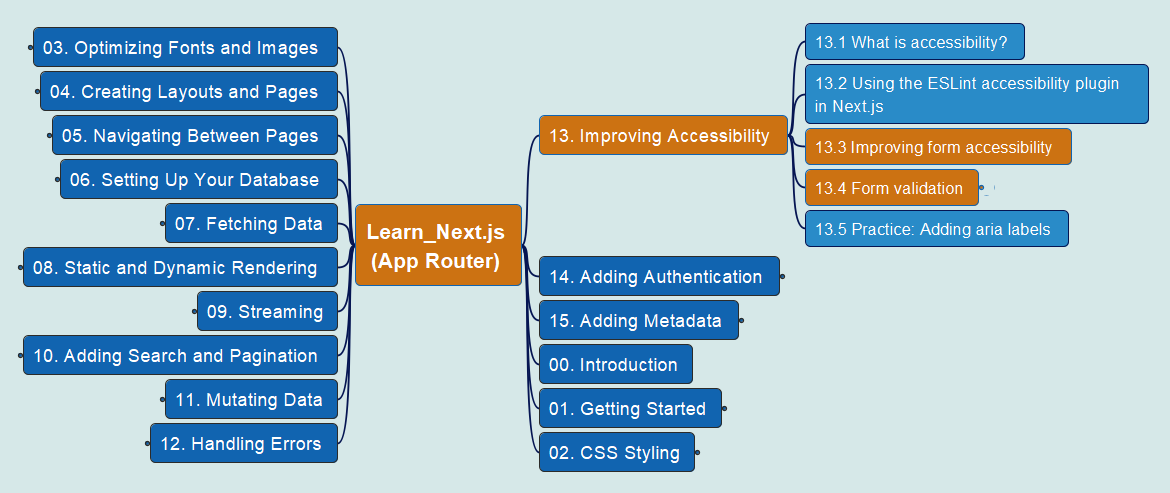 03. Optimizing Fonts and Images
04. Creating Layouts and Pages
05. Navigating Between Pages
06. Setting Up Your Database
07. Fetching Data
08. Static and Dynamic Rendering
09. Streaming
10. Adding Search and Pagination
11. Mutating Data
12. Handling Errors
Learn_Next.js
(App Router)
13. Improving Accessibility
13.1 What is accessibility?
13.2 Using the ESLint accessibility plugin
in Next.js
13.3 Improving form accessibility
13.4 Form validation
13.5 Practice: Adding aria labels
14. Adding Authentication
15. Adding Metadata
00. Introduction
01. Getting Started
02. CSS Styling